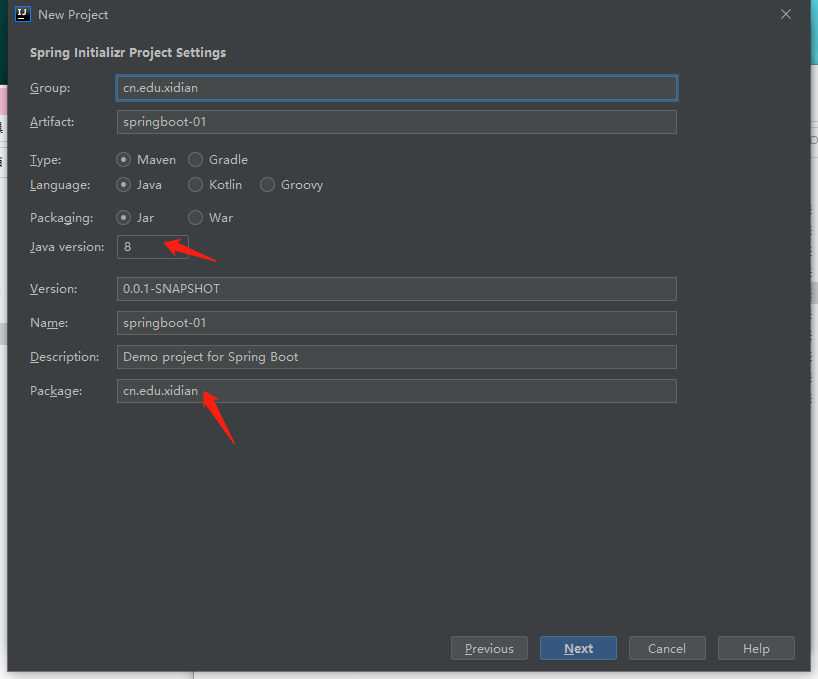 New Project
Spring Initializr Project Settings
Group: cn.edu.xidian
Artifact: springboot-01
Type: Maven Gradle
Language: Java Kotlin Groovy
Packaging: Jar War
Java version: 8
Version: 0.0.1-SNAPSHOT
Name: springboot-01
Description: Demo project for Spring Boot
Package: cn.edu.xidian
Previous Next Cancel Help